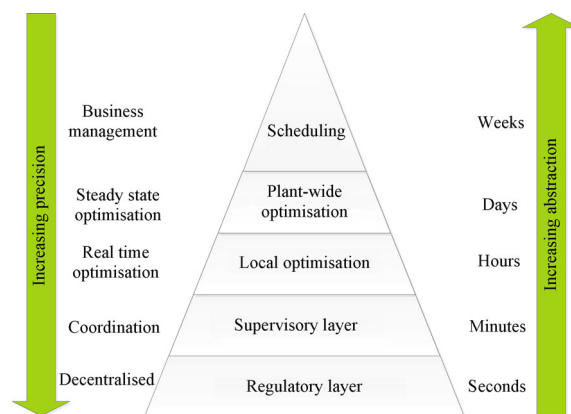 Increasing precision
Business
management
Scheduling
Weeks
Steady state
optimisation
Plant-wide
optimisation
Days
Real time
optimisation
Local optimisation
Hours
Coordination
Supervisory layer
Minutes
Decentralised
Regulatory layer
Seconds
Increasing abstraction